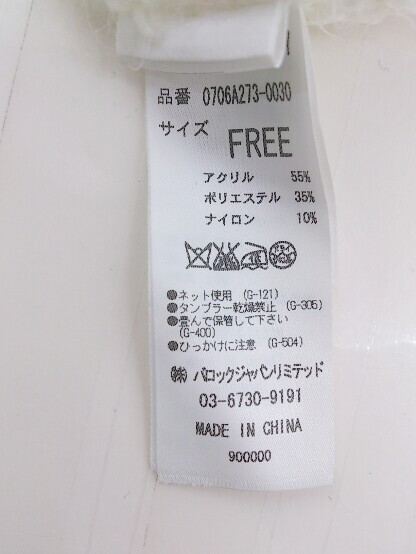 品番 0706A273-0030
サイズ
FREE
アクリル 55%
ポリエステル 35%
ナイロン 10%
●ネット使用 (G-121)
●タンブラー乾燥禁止 (G-305)
●畳んで保管して下さい
(G-400)
●ひっかけに注意 (G-504)
㈱ バロックジャパンリミテッド
03-6730-9191
MADE IN CHINA
900000